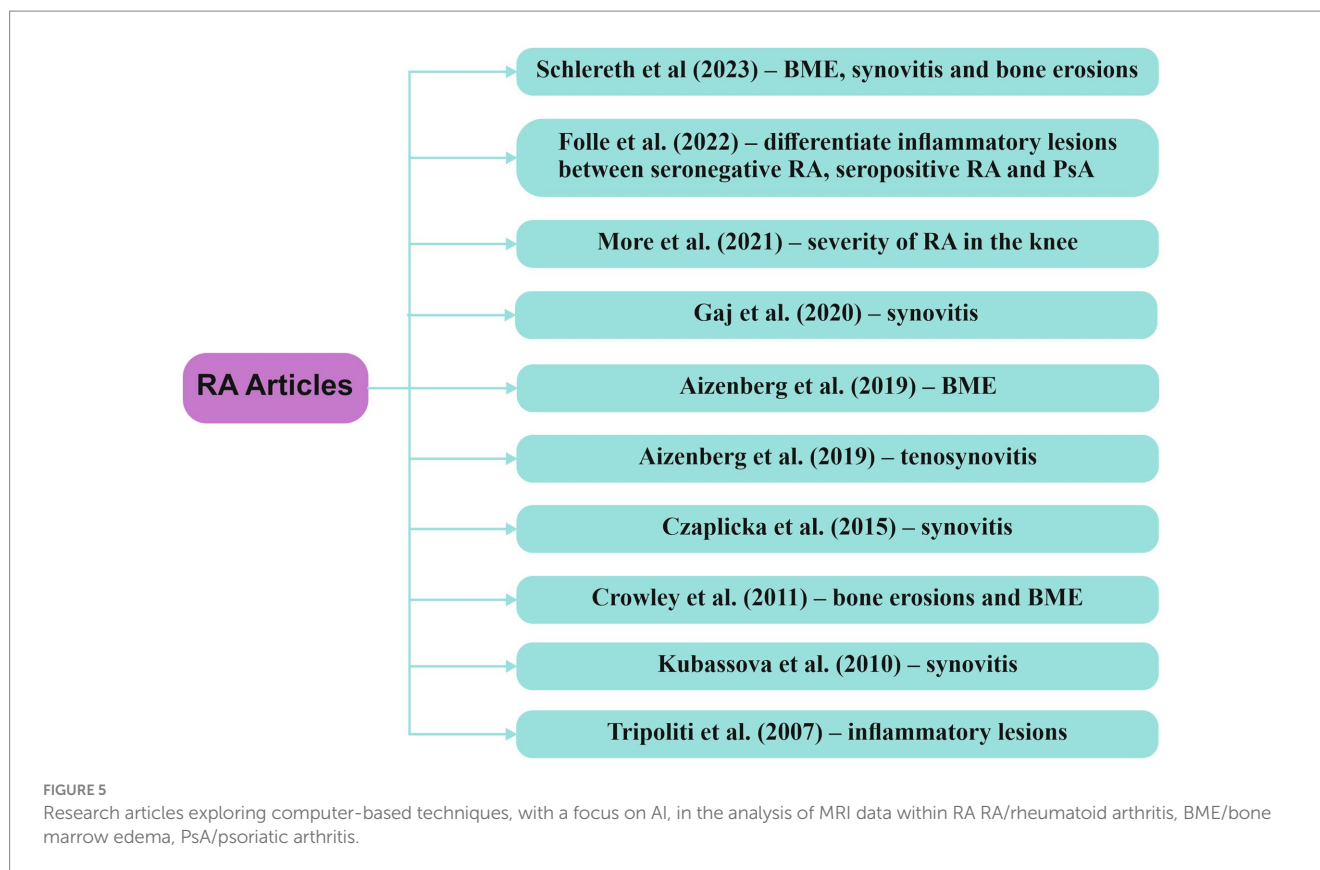 Schlereth et al (2023) – BME, synovitis and bone erosions
Folle et al. (2022) – differentiate inflammatory lesions
between seronegative RA, seropositive RA and PsA
More et al. (2021) – severity of RA in the knee
Gaj et al. (2020) – synovitis
RA Articles
Aizenberg et al. (2019) – BME
Aizenberg et al. (2019) – tenosynovitis
Czaplicka et al. (2015) – synovitis
Crowley et al. (2011) – bone erosions and BME
Kubassova et al. (2010) – synovitis
Tripoliti et al. (2007) – inflammatory lesions
FIGURE 5
Research articles exploring computer-based techniques, with a focus on AI, in the analysis of MRI data within RA RA/rheumatoid arthritis, BME/bone
marrow edema, PsA/psoriatic arthritis.